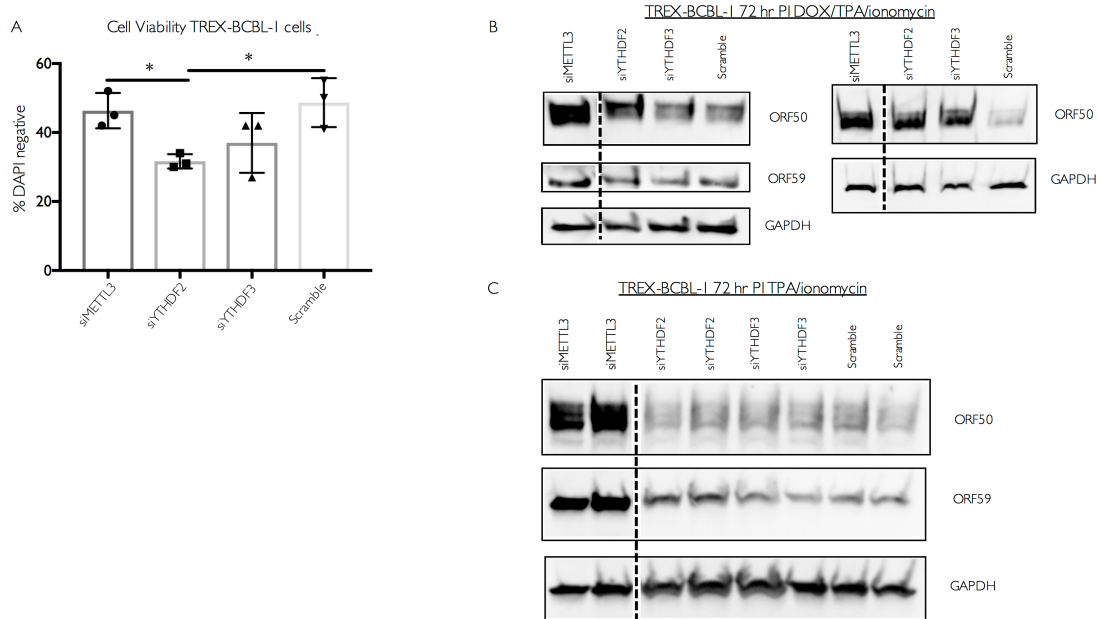 A
Cell Viability TREX-BCBL-1 cells
*
*
60
40
20
0
% DAPI negative
siMETTL3
siYTHDF2
siYTHDF3
Scramble
B
TREX-BCBL-1 72 hr PI DOX/TPA/ionomycin
siMETTL3
siYTHDF2
siYTHDF3
Scramble
ORF50
ORF59
GAPDH
siMETTL3
siYTHDF2
siYTHDF3
Scramble
ORF50
GAPDH
C
TREX-BCBL-1 72 hr PI TPA/ionomycin
siMETTL3
siMETTL3
siYTHDF2
siYTHDF2
siYTHDF3
siYTHDF3
Scramble
Scramble
ORF50
ORF59
GAPDH